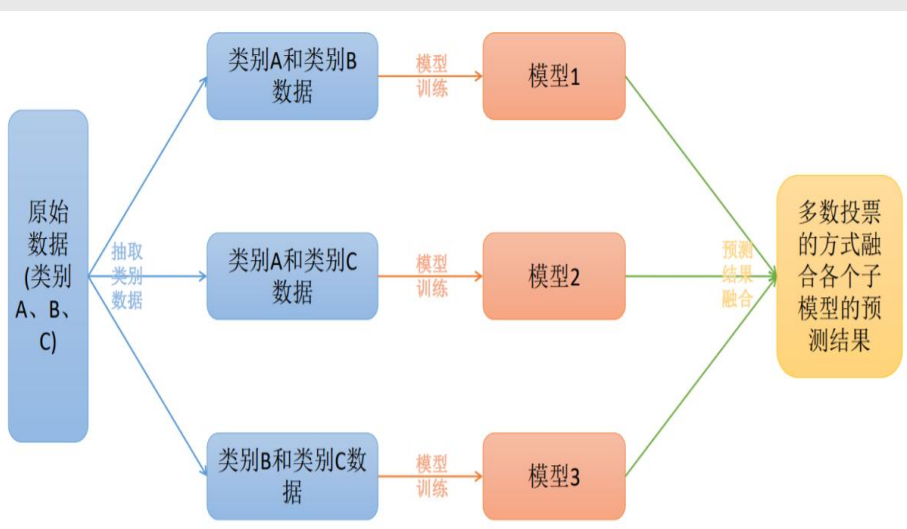 原始
数据
(类别
A、B、
C)
抽取
类别
数据
类别A和类别B
数据
模型
训练
模型1
类别A和类别C
数据
模型
训练
模型2
类别B和类别C数
据
模型
训练
模型3
预测
结果
融合
多数投票
的方式融
合各个子
模型的预
测结果